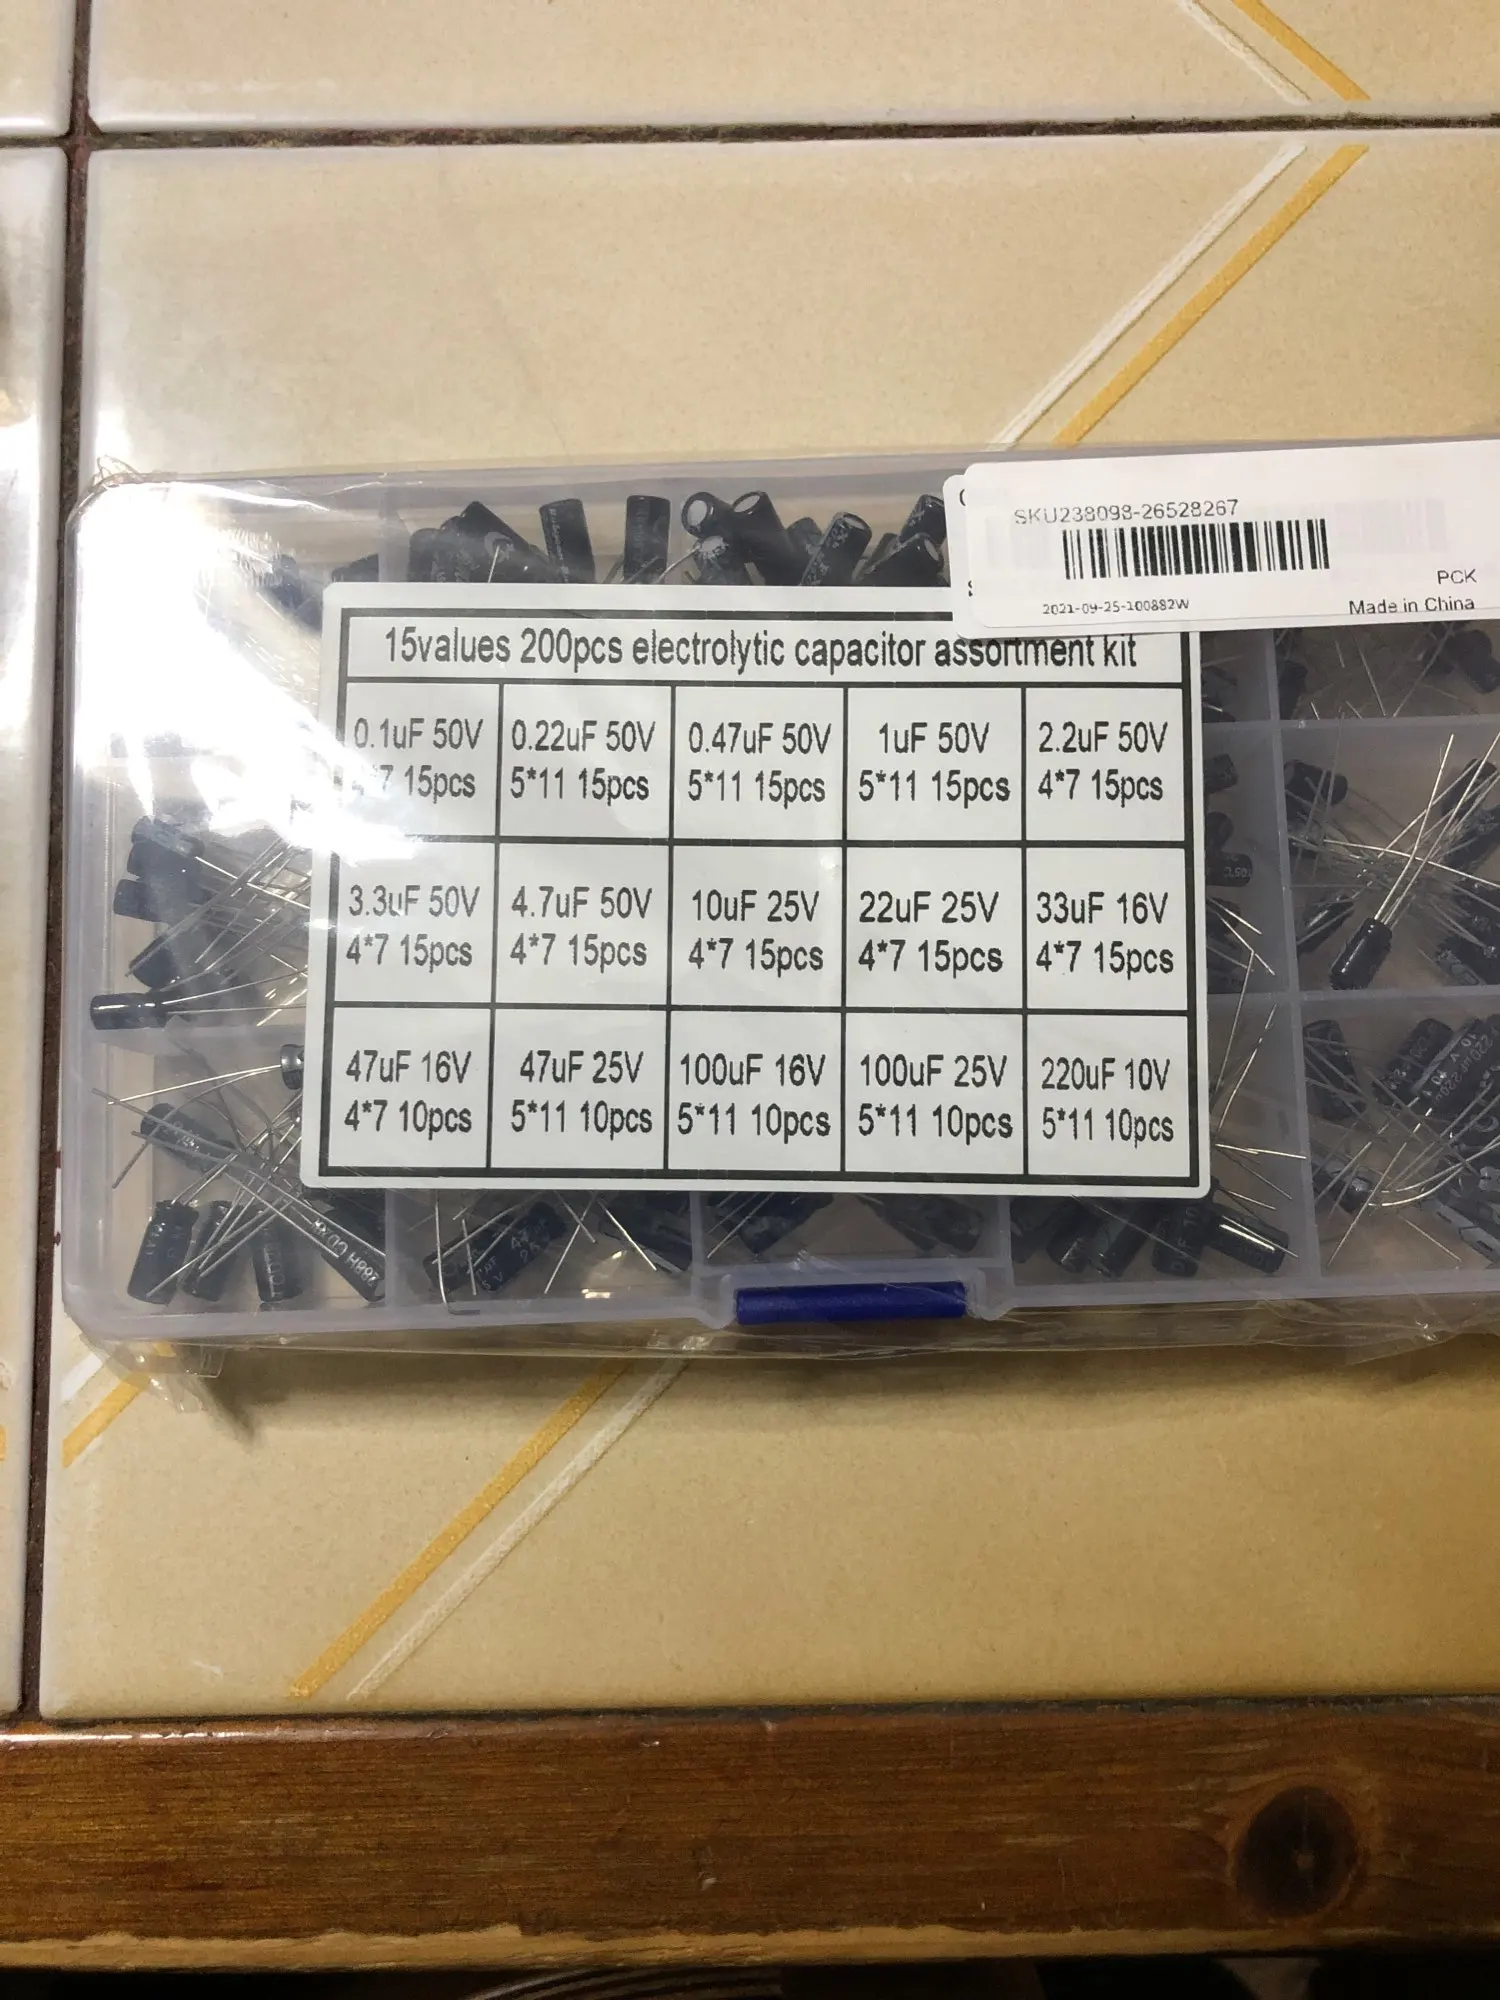 SKU238098-26528267
PCK
2021-09-25-100882W
Made in China
15values 200pcs electrolytic capacitor assortment kit
0.1uF 50V
4*7 15pcs
0.22uF 50V
5*11 15pcs
0.47uF 50V
5*11 15pcs
1uF 50V
5*11 15pcs
2.2uF 50V
4*7 15pcs
3.3uF 50V
4*7 15pcs
4.7uF 50V
4*7 15pcs
10uF 25V
4*7 15pcs
22uF 25V
4*7 15pcs
33uF 16V
4*7 15pcs
47uF 16V
4*7 10pcs
47uF 25V
5*11 10pcs
100uF 16V
5*11 10pcs
100uF 25V
5*11 10pcs
220uF 10V
5*11 10pcs
105°C